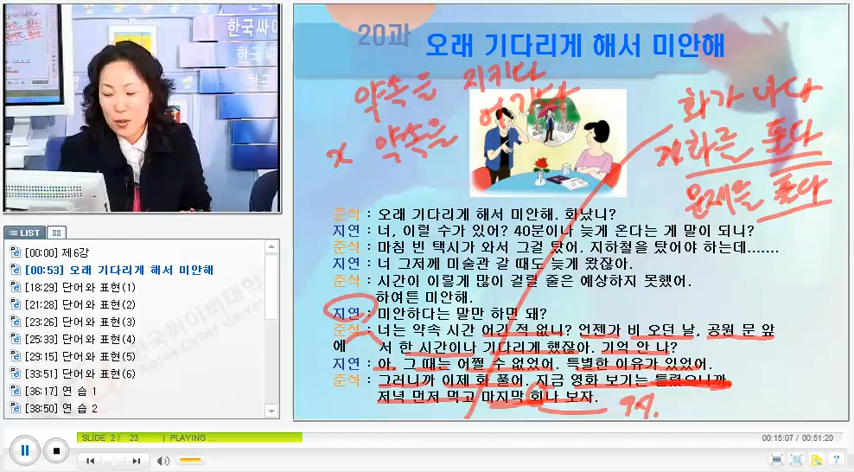 한국싸이
20과 오래 기다리게 해서 미안해
약속을 지키다
x 약속을 어기다
화가 나다
화를 풀다
문제를 풀다
준석 : 오래 기다리게 해서 미안해. 화났니?
지연 : 너, 이럴 수가 있어? 40분이나 늦게 온다는 게 말이 되니?
준석 : 마침 빈 택시가 와서 그걸 탔어. 지하철을 탔어야 하는데.......
지연 : 너 그저께 미술관 갈 때도 늦게 왔잖아.
준석 : 시간이 이렇게 많이 걸릴 줄은 예상하지 못했어.
하여튼 미안해.
지연 : 미안하다는 말만 하면 돼?
준석 : 너는 약속 시간 어긴 적 없니? 언젠가 비 오던 날, 공원 문 앞
에서 한 시간이나 기다리게 했잖아. 기억 안 나?
지연 : 아, 그 때는 어쩔 수 없었어. 특별한 이유가 있었어.
준석 : 그러니까 이제 화 풀어. 지금 영화 보기는 틀렸으니까
저녁 먼저 먹고 마지막 회나 보자.
LIST
[00:00] 제6강
[00:53] 오래 기다리게 해서 미안해
[18:29] 단어와 표현(1)
[21:28] 단어와 표현(2)
[23:26] 단어와 표현(3)
[25:33] 단어와 표현(4)
[29:15] 단어와 표현(5)
[33:51] 단어와 표현(6)
[36:17] 연 습 1
[38:50] 연 습 2
SLIDE 2 / 23 | PLAYING ...
00:15:07 / 00:51:20